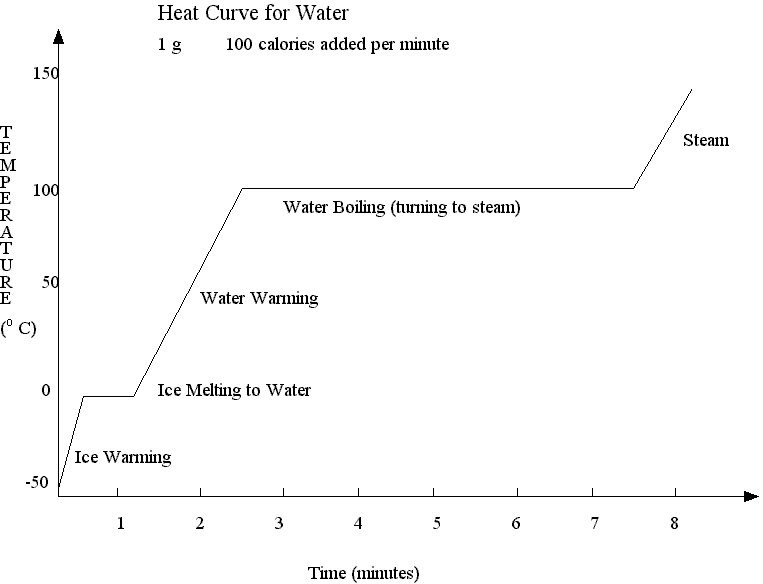 Heat Curve for Water
1 g 100 calories added per minute
150
TEMPERATURE
(° C)
100
50
0
-50
Steam
Water Boiling (turning to steam)
Water Warming
Ice Melting to Water
Ice Warming
1 2 3 4 5 6 7 8
Time (minutes)